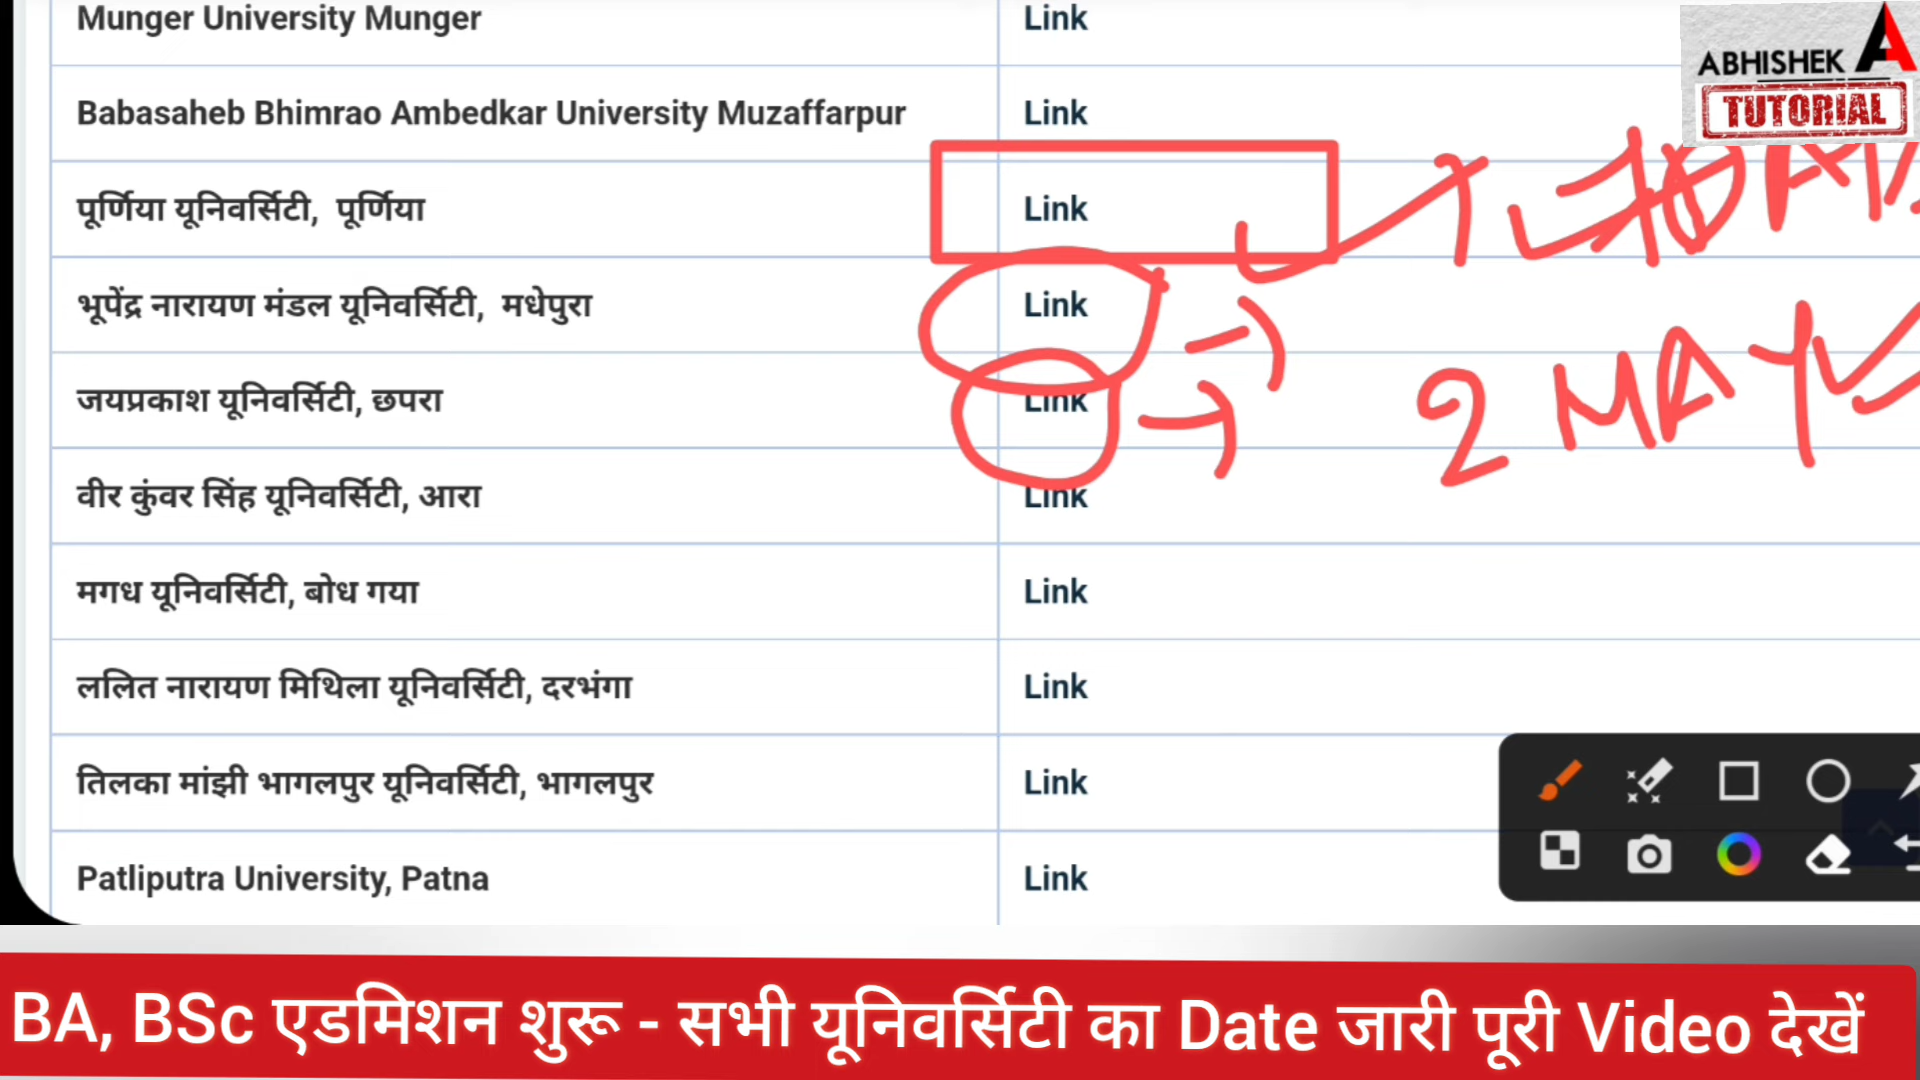 Munger University Munger Link
ABHISHEK A
TUTORIAL
Babasaheb Bhimrao Ambedkar University Muzaffarpur Link
पूर्णिया यूनिवर्सिटी, पूर्णिया Link
भूपेंद्र नारायण मंडल यूनिवर्सिटी, मधेपुरा Link
2 MAY
जयप्रकाश यूनिवर्सिटी, छपरा Link
वीर कुंवर सिंह यूनिवर्सिटी, आरा Link
मगध यूनिवर्सिटी, बोध गया Link
ललित नारायण मिथिला यूनिवर्सिटी, दरभंगा Link
तिलका मांझी भागलपुर यूनिवर्सिटी, भागलपुर Link
Patliputra University, Patna Link
BA, BSc एडमिशन शुरू - सभी यूनिवर्सिटी का Date जारी पूरी Video देखें